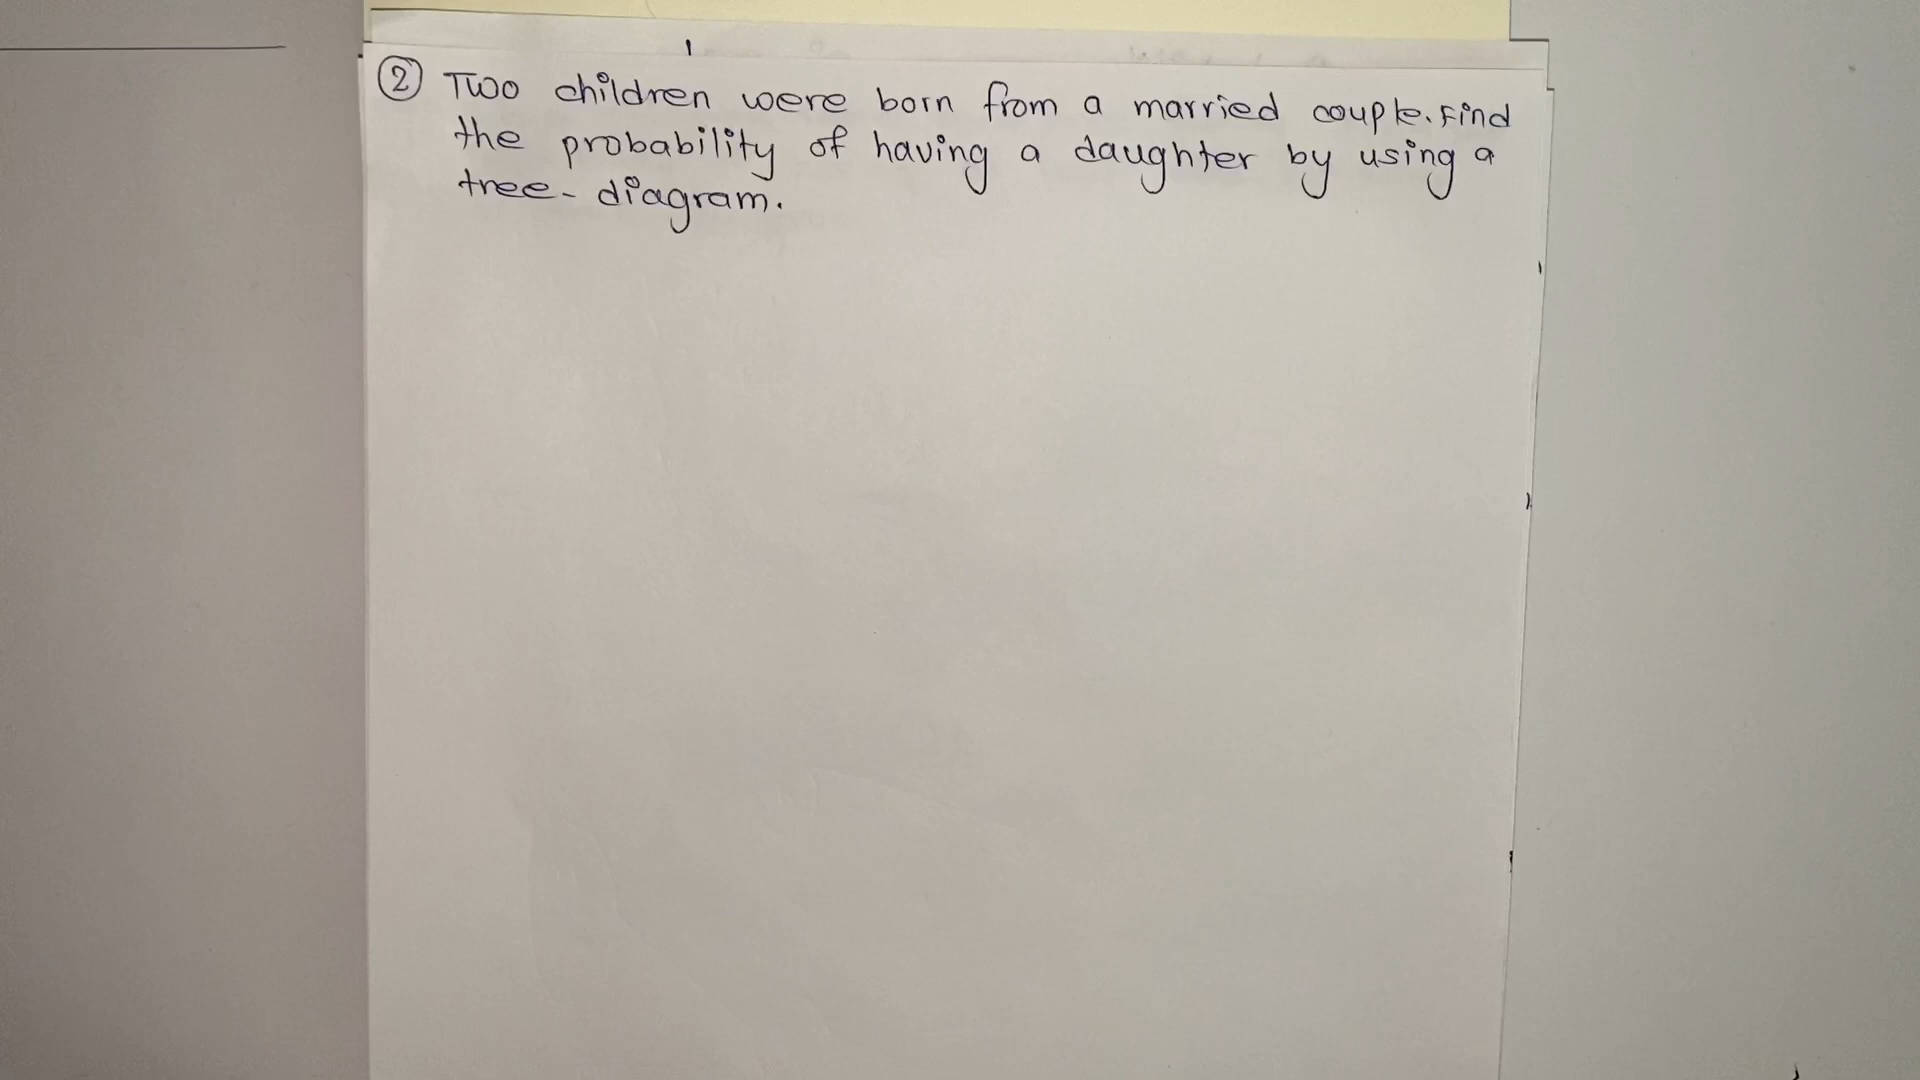 ② Two children were born from a married couple. Find
the probability of having a daughter by using a
tree-diagram.